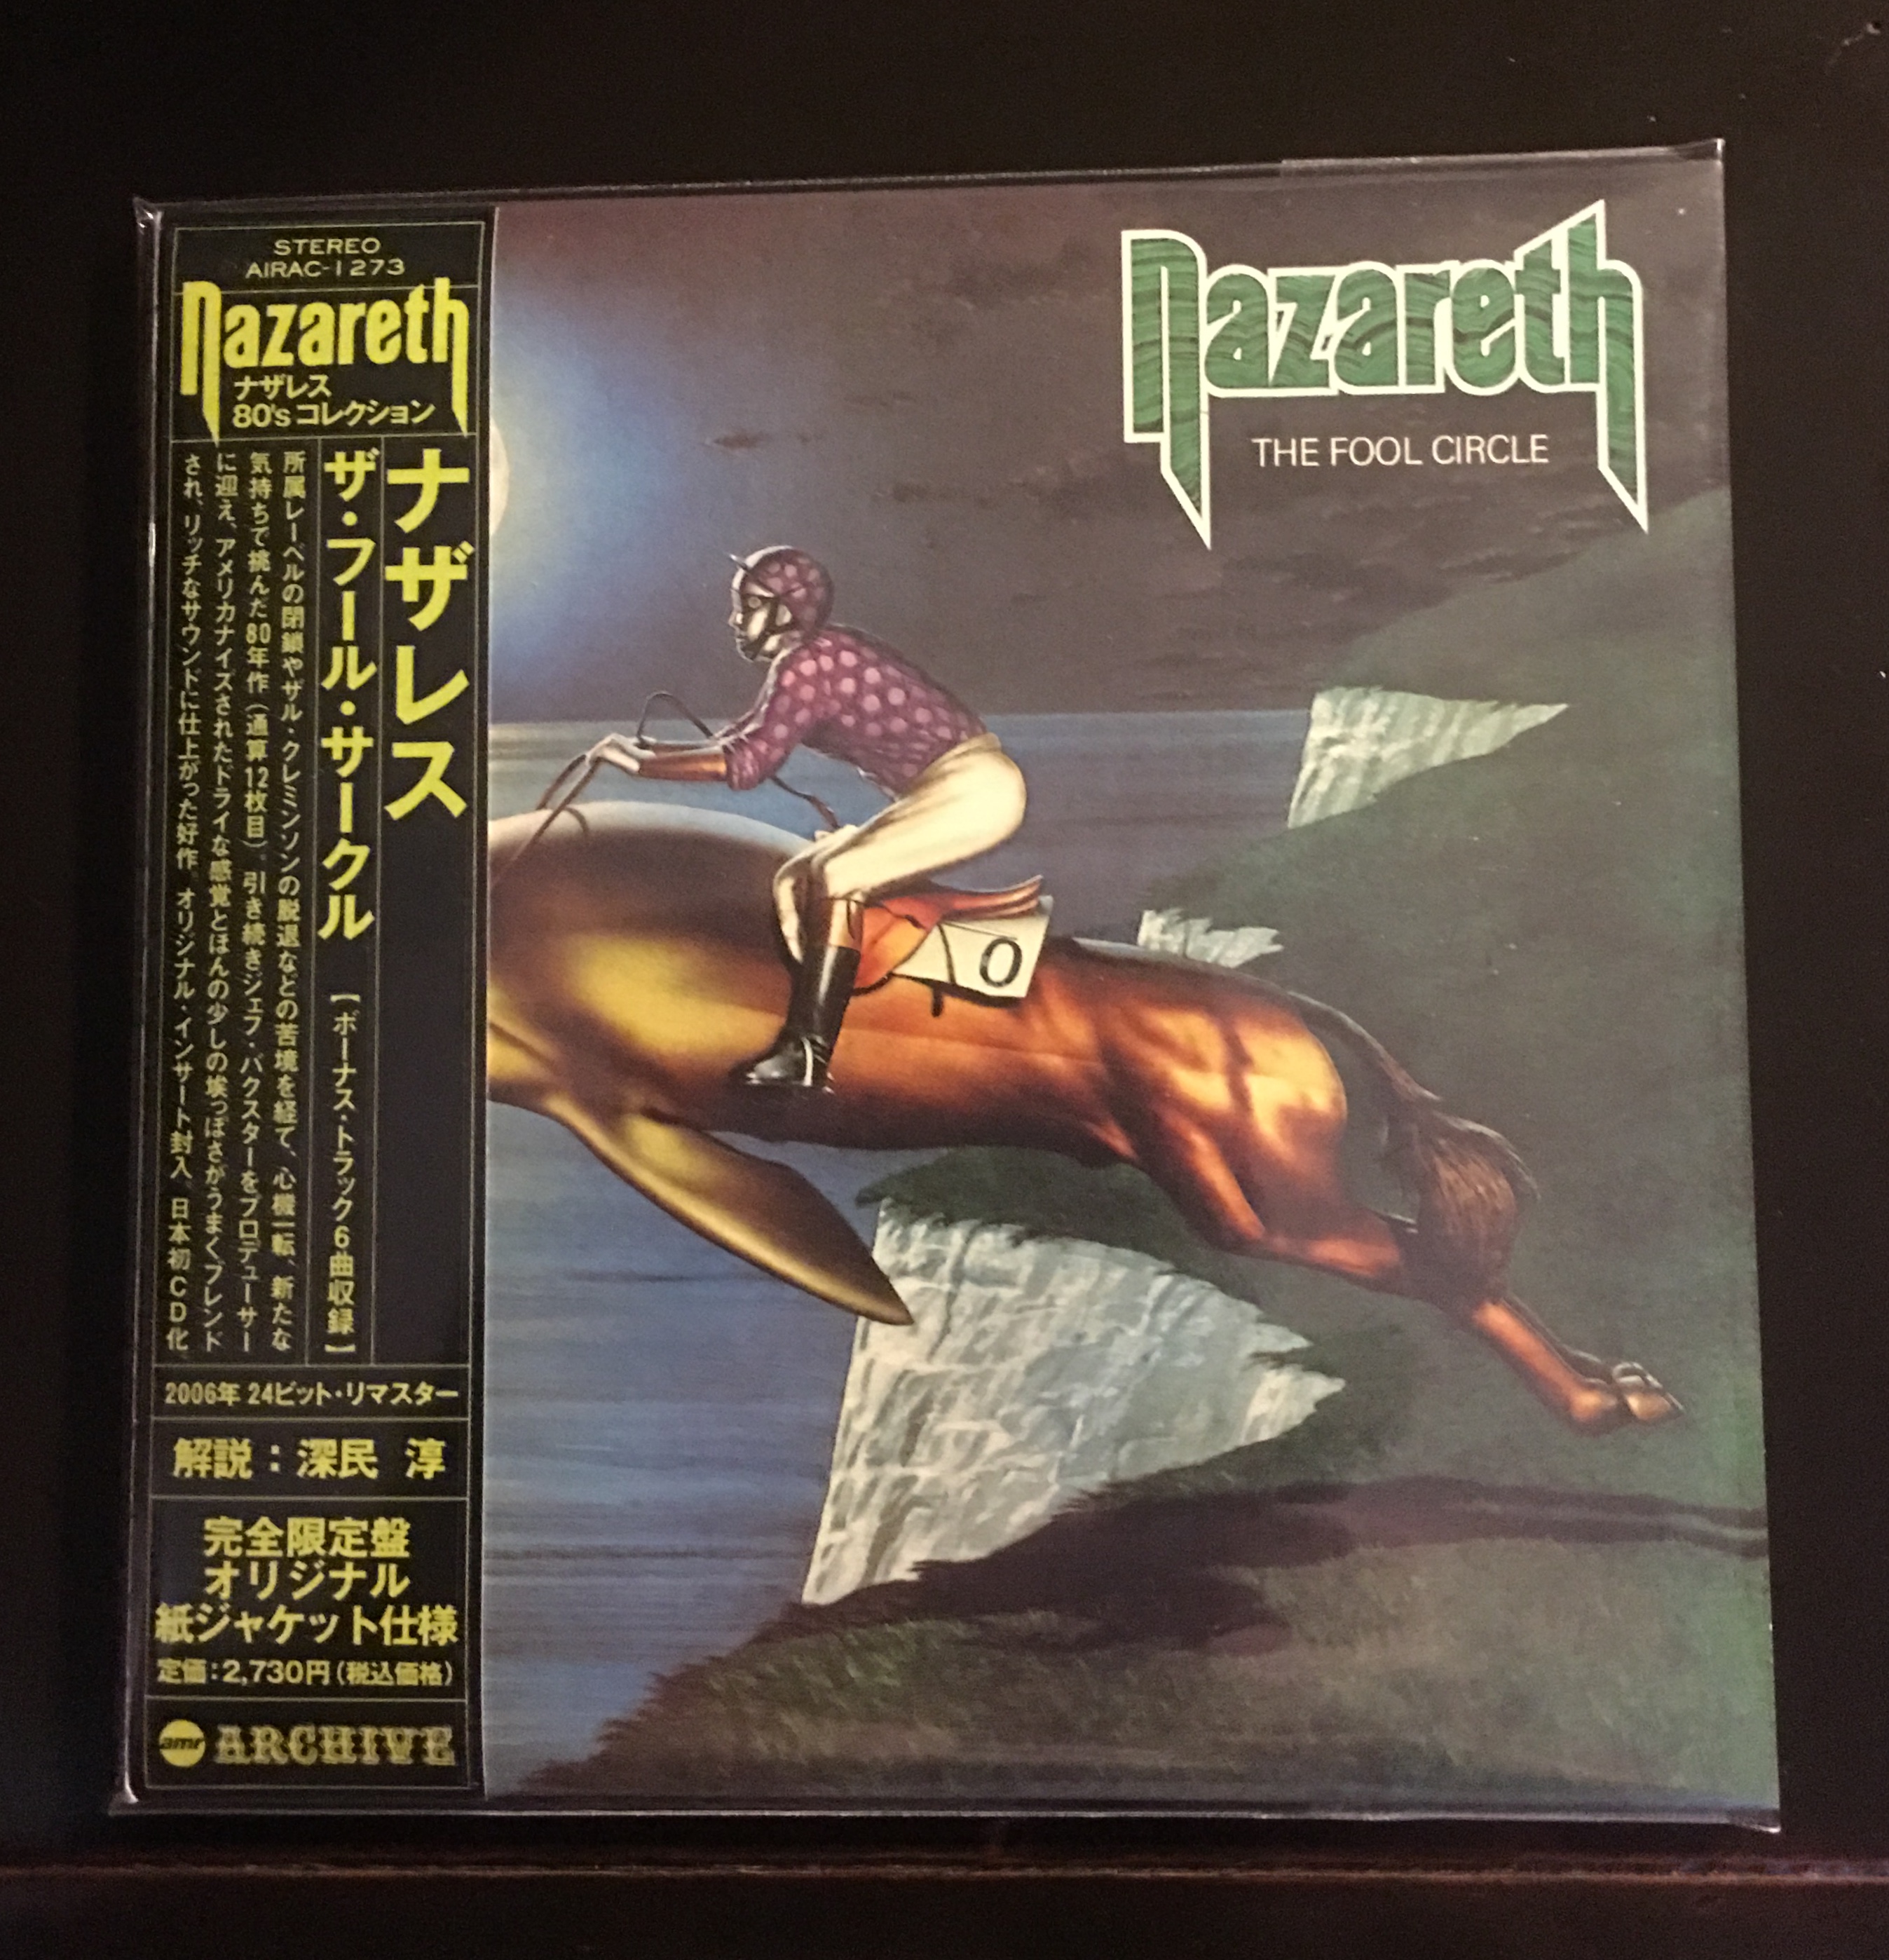 STEREO
AIRAC-1273
nazareth
ナザレス
80'sコレクション
ナザレス
ザ・フール・サークル 【ボーナス・トラック6曲収録】
所属レーベルの閉鎖やザル・クレミンソンの脱退などの苦境を経て、心機一転、新たな
気持ちで挑んだ80年作(通算12枚目)。引き続きジェフ・バクスターをプロデューサー
に迎え、アメリカナイズされたドライな感覚とほんの少しの埃っぽさがうまくブレンド
され、リッチなサウンドに仕上がった好作。オリジナル・インサート封入。日本初CD化。
2006年 24ビット・リマスター
解説:深民 淳
完全限定盤
オリジナル
紙ジャケット仕様
定価:2,730円(税込価格)
amr ARCHIVE
nazareth
THE FOOL CIRCLE
0